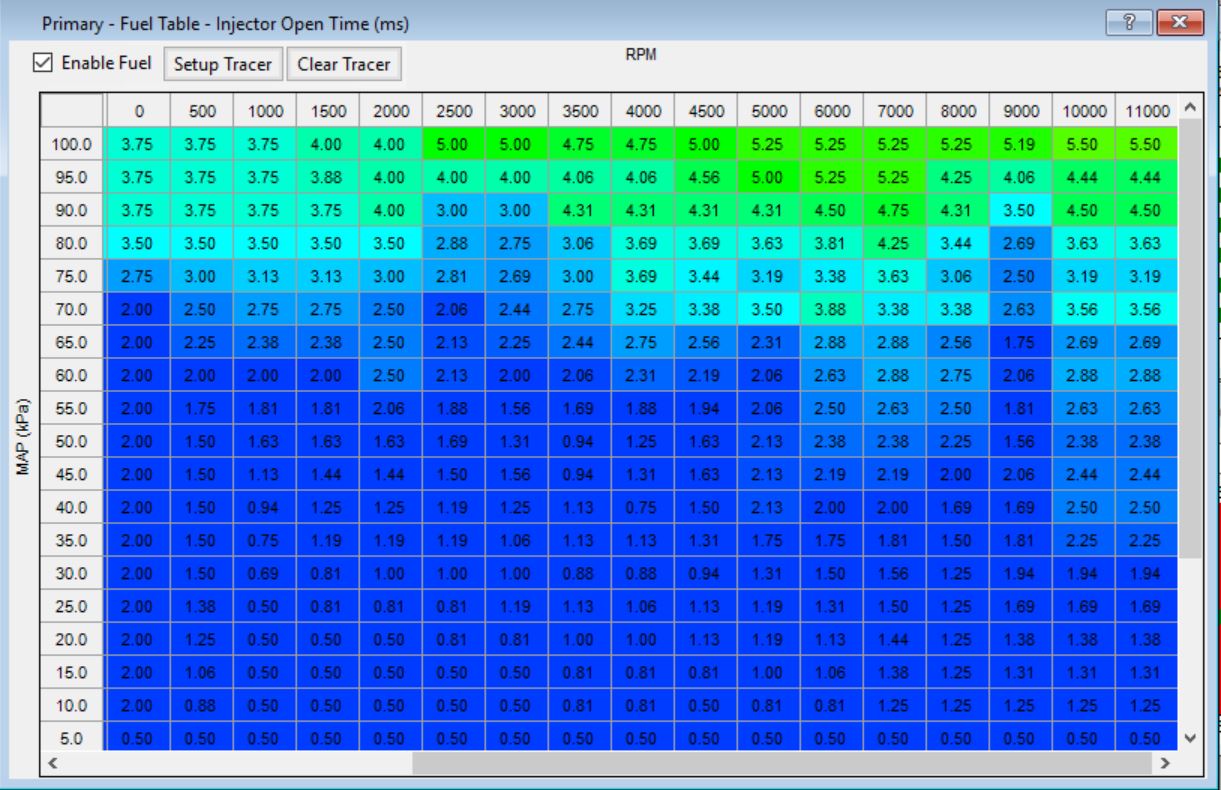 Primary - Fuel Table - Injector Open Time (ms)
Enable Fuel Setup Tracer Clear Tracer RPM
0 500 1000 1500 2000 2500 3000 3500 4000 4500 5000 6000 7000 8000 9000 10000 11000
100.0 3.75 3.75 3.75 4.00 4.00 5.00 5.00 4.75 4.75 5.00 5.25 5.25 5.25 5.25 5.19 5.50 5.50
95.0 3.75 3.75 3.75 3.88 4.00 4.00 4.00 4.06 4.06 4.56 5.00 5.25 5.25 4.25 4.06 4.44 4.44
90.0 3.75 3.75 3.75 3.75 4.00 3.00 3.00 4.31 4.31 4.31 4.31 4.50 4.75 4.31 3.50 4.50 4.50
80.0 3.50 3.50 3.50 3.50 3.50 2.88 2.75 3.06 3.69 3.69 3.63 3.81 4.25 3.44 2.69 3.63 3.63
75.0 2.75 3.00 3.13 3.13 3.00 2.81 2.69 3.00 3.69 3.44 3.19 3.38 3.63 3.06 2.50 3.19 3.19
70.0 2.00 2.50 2.75 2.75 2.50 2.06 2.44 2.75 3.25 3.38 3.50 3.88 3.38 3.38 2.63 3.56 3.56
65.0 2.00 2.25 2.38 2.38 2.50 2.13 2.25 2.44 2.75 2.56 2.31 2.88 2.88 2.56 1.75 2.69 2.69
60.0 2.00 2.00 2.00 2.00 2.50 2.13 2.00 2.06 2.31 2.19 2.06 2.63 2.88 2.75 2.06 2.88 2.88
55.0 2.00 1.75 1.81 1.81 2.06 1.88 1.56 1.69 1.88 1.94 2.06 2.50 2.63 2.50 1.81 2.63 2.63
50.0 2.00 1.50 1.63 1.63 1.63 1.69 1.31 0.94 1.25 1.63 2.13 2.38 2.38 2.25 1.56 2.38 2.38
45.0 2.00 1.50 1.13 1.44 1.44 1.50 1.56 0.94 1.31 1.63 2.13 2.19 2.19 2.00 2.06 2.44 2.44
40.0 2.00 1.50 0.94 1.25 1.25 1.19 1.25 1.13 0.75 1.50 2.13 2.00 2.00 1.69 1.69 2.50 2.50
35.0 2.00 1.50 0.75 1.19 1.19 1.19 1.06 1.13 1.13 1.31 1.75 1.75 1.81 1.50 1.81 2.25 2.25
30.0 2.00 1.50 0.69 0.81 1.00 1.00 1.00 0.88 0.88 0.94 1.31 1.50 1.56 1.25 1.94 1.94 1.94
25.0 2.00 1.38 0.50 0.81 0.81 0.81 1.19 1.13 1.06 1.13 1.19 1.31 1.50 1.25 1.69 1.69 1.69
20.0 2.00 1.25 0.50 0.50 0.50 0.81 0.81 1.00 1.00 1.13 1.19 1.13 1.44 1.25 1.38 1.38 1.38
15.0 2.00 1.06 0.50 0.50 0.50 0.50 0.50 0.81 0.81 0.81 1.00 1.06 1.38 1.25 1.31 1.31 1.31
10.0 2.00 0.88 0.50 0.50 0.50 0.50 0.50 0.81 0.81 0.50 0.81 0.81 1.25 1.25 1.25 1.25 1.25
5.0 0.50 0.50 0.50 0.50 0.50 0.50 0.50 0.50 0.50 0.50 0.50 0.50 0.50 0.50 0.50 0.50 0.50
MAP (kPa)